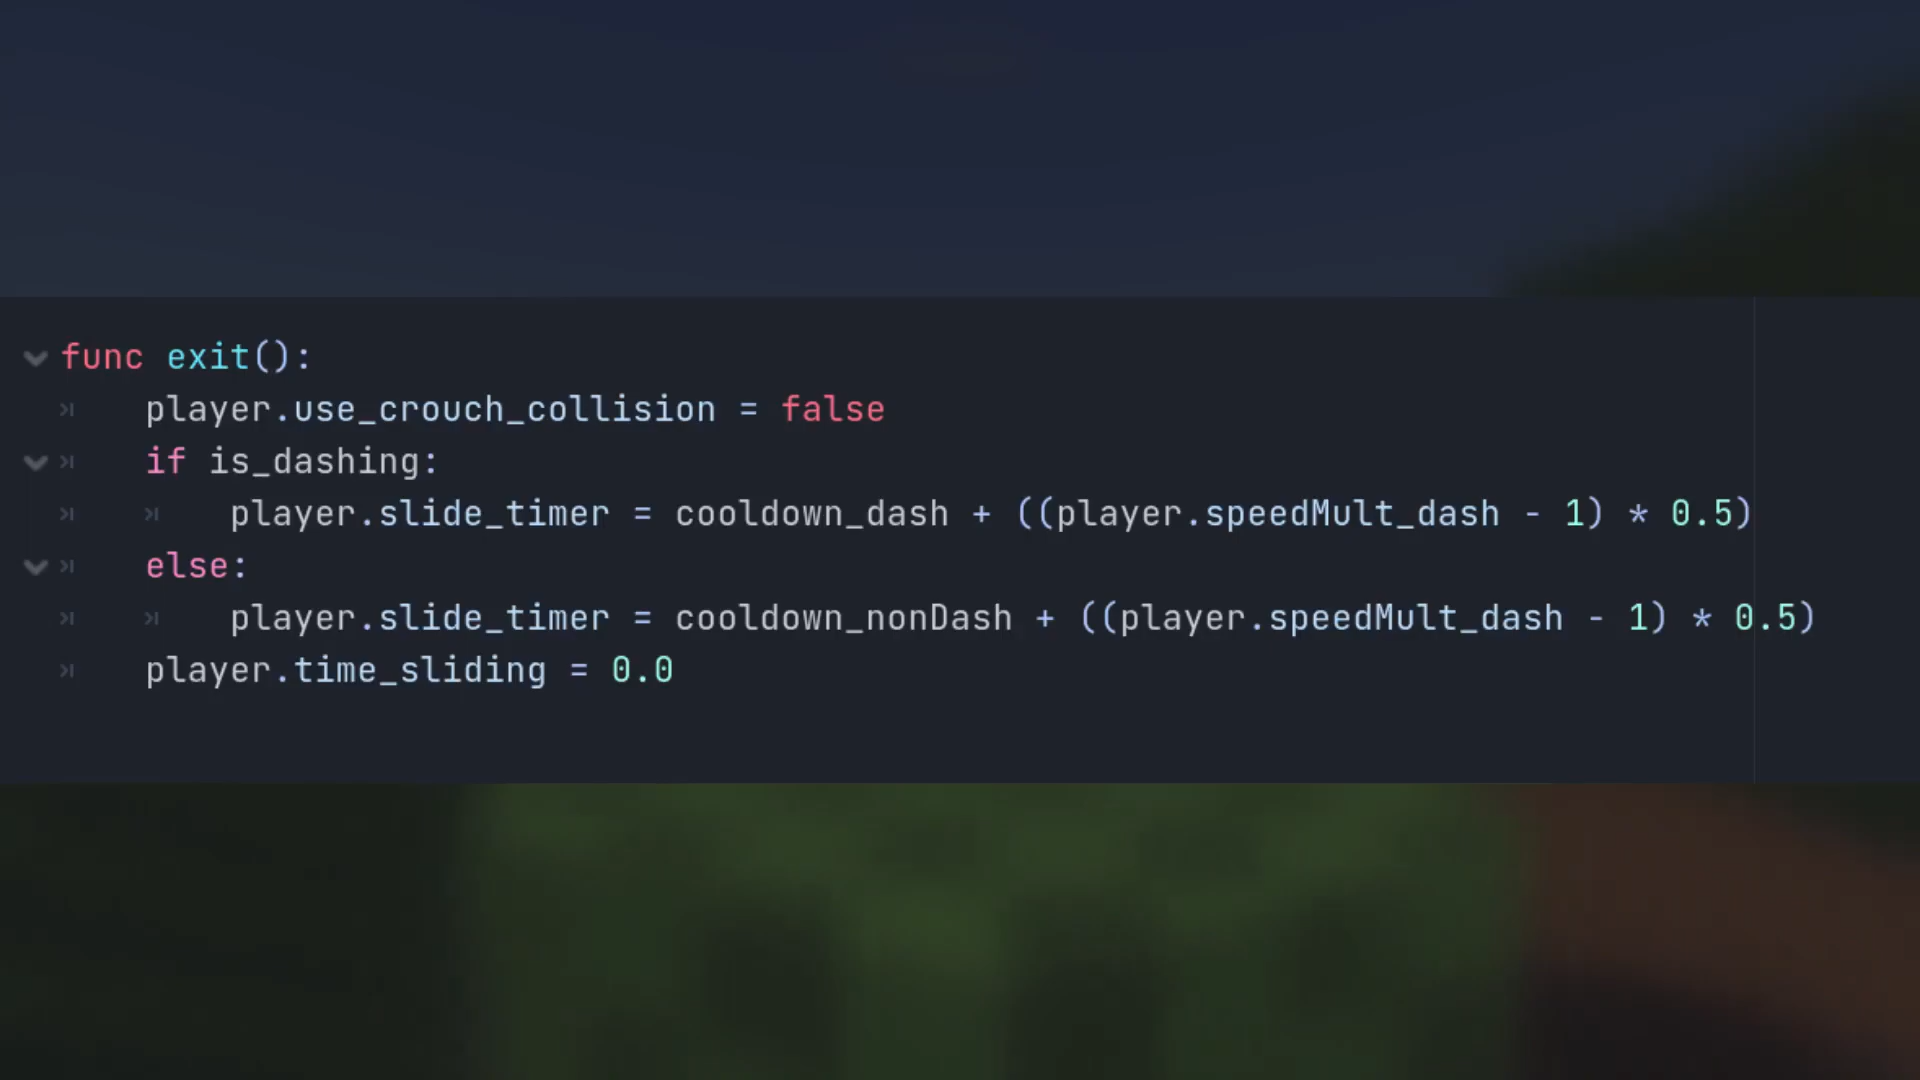 func exit():
player.use_crouch_collision = false
if is_dashing:
player.slide_timer = cooldown_dash + ((player.speedMult_dash - 1) * 0.5)
else:
player.slide_timer = cooldown_nonDash + ((player.speedMult_dash - 1) * 0.5)
player.time_sliding = 0.0